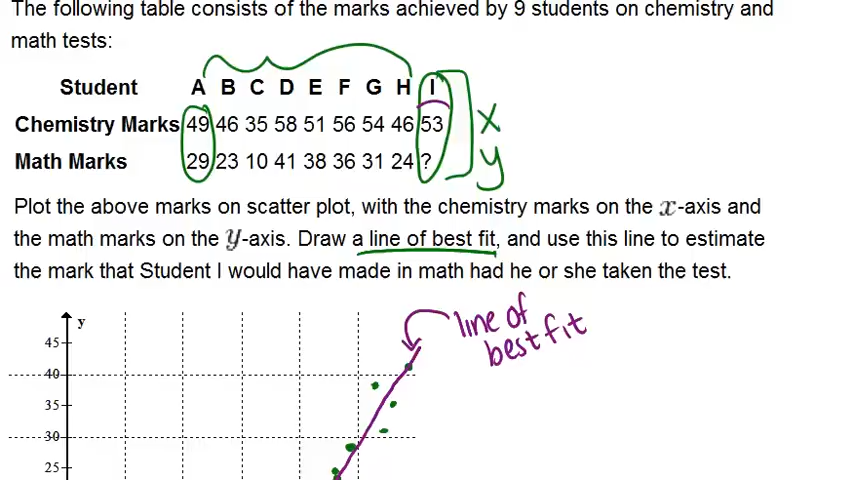 The following table consists of the marks achieved by 9 students on chemistry and
math tests:
Student A B C D E F G H I
Chemistry Marks 49 46 35 58 51 56 54 46 53 x
Math Marks 29 23 10 41 38 36 31 24 ? y
Plot the above marks on scatter plot, with the chemistry marks on the x-axis and
the math marks on the y-axis. Draw a line of best fit, and use this line to estimate
the mark that Student I would have made in math had he or she taken the test.
line of
best fit
y
45
40
35
30
25